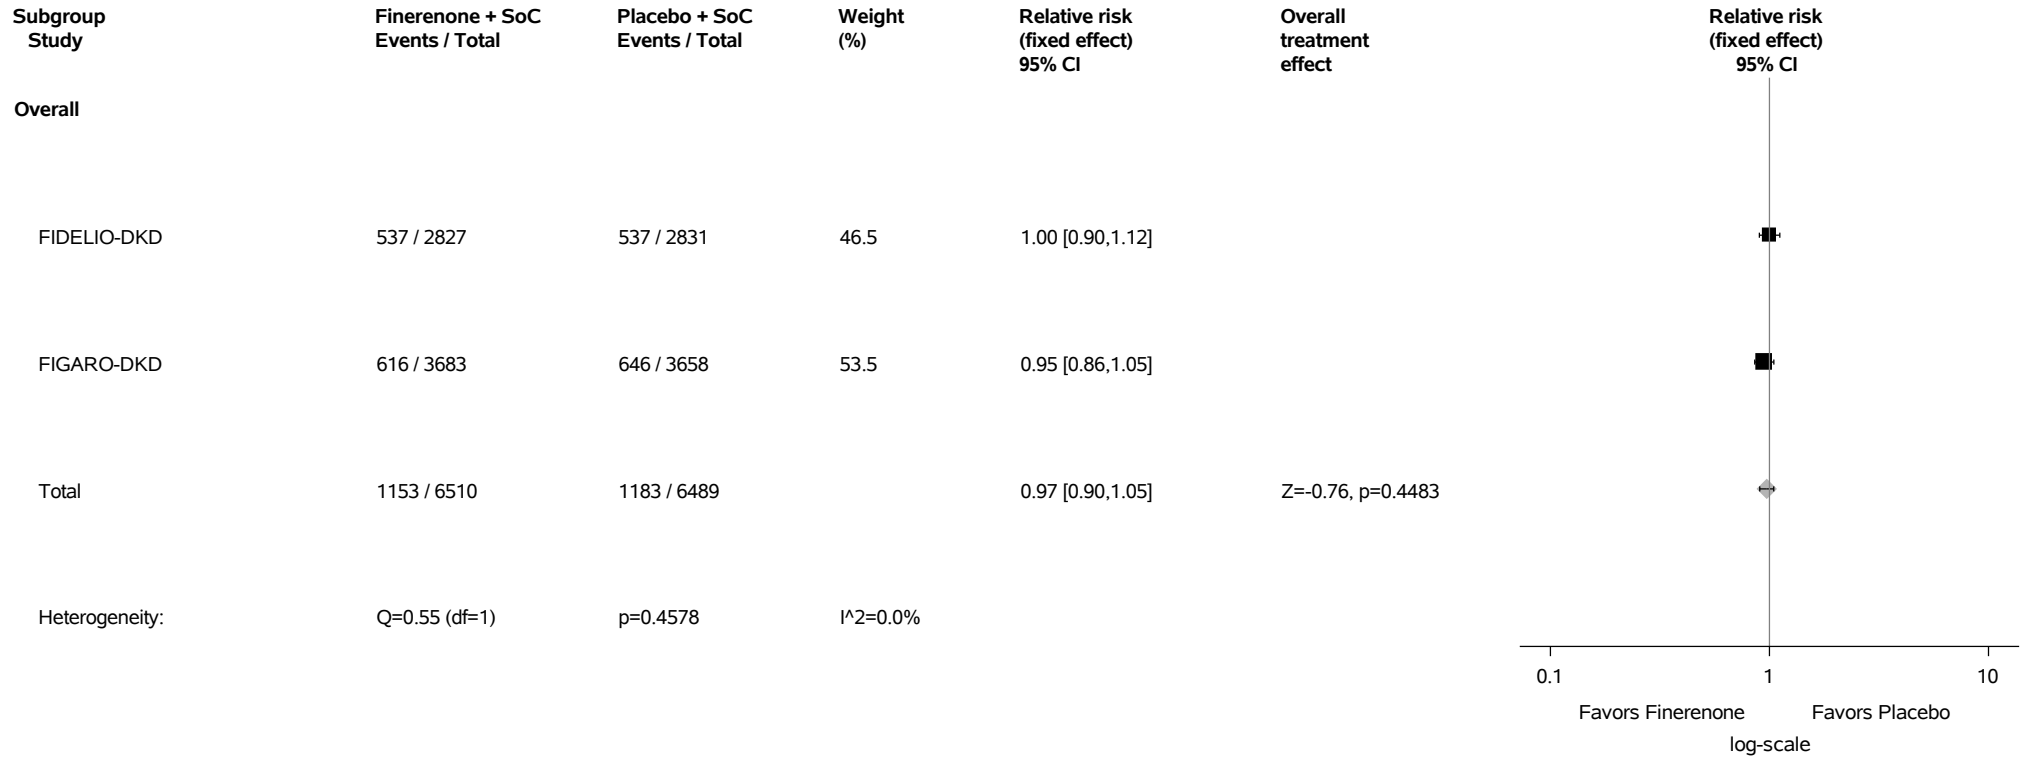 Subgroup Finerenone + SoC Placebo + SoC Weight Relative risk Overall Relative risk
Study Events / Total Events / Total (%) (fixed effect) treatment (fixed effect)
95% CI effect 95% CI
Overall
FIDELIO-DKD 537 / 2827 537 / 2831 46.5 1.00 [0.90,1.12]
FIGARO-DKD 616 / 3683 646 / 3658 53.5 0.95 [0.86,1.05]
Total 1153 / 6510 1183 / 6489 0.97 [0.90,1.05] Z=-0.76, p=0.4483
Heterogeneity: Q=0.55 (df=1) p=0.4578 I^2=0.0%
0.1 1 10
Favors Finerenone Favors Placebo
log-scale